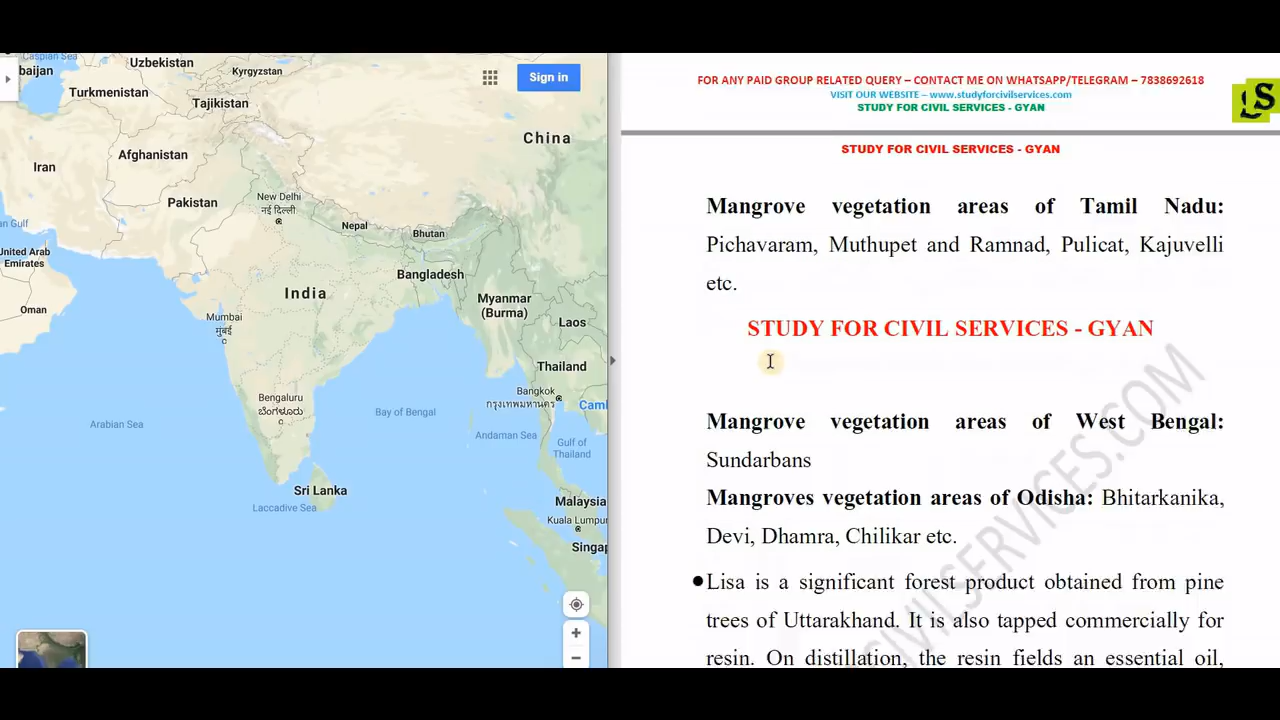 Caspian Sea
baijan
Uzbekistan
Kyrgyzstan
Turkmenistan
Tajikistan
Sign in
China
Afghanistan
Iran
Pakistan
New Delhi
नई दिल्ली
Nepal
Bhutan
an Gulf
United Arab
Emirates
Bangladesh
Oman
India
Myanmar
(Burma)
Mumbai
मुंबई
Laos
Thailand
Bangkok
กรุงเทพมหานคร
Bengaluru
ಬೆಂಗಳೂರು
Camb
Arabian Sea
Bay of Bengal
Andaman Sea
Gulf of
Thailand
Sri Lanka
Laccadive Sea
Malaysia
Kuala Lumpur
Singap
FOR ANY PAID GROUP RELATED QUERY – CONTACT ME ON WHATSAPP/TELEGRAM – 7838692618
VISIT OUR WEBSITE – www.studyforcivilservices.com
STUDY FOR CIVIL SERVICES - GYAN
STUDY FOR CIVIL SERVICES - GYAN
Mangrove vegetation areas of Tamil Nadu:
Pichavaram, Muthupet and Ramnad, Pulicat, Kajuvelli
etc.
STUDY FOR CIVIL SERVICES - GYAN
Mangrove vegetation areas of West Bengal:
Sundarbans
Mangroves vegetation areas of Odisha: Bhitarkanika,
Devi, Dhamra, Chilikar etc.
●Lisa is a significant forest product obtained from pine
trees of Uttarakhand. It is also tapped commercially for
resin. On distillation, the resin fields an essential oil,
CIVILSERVICES.COM